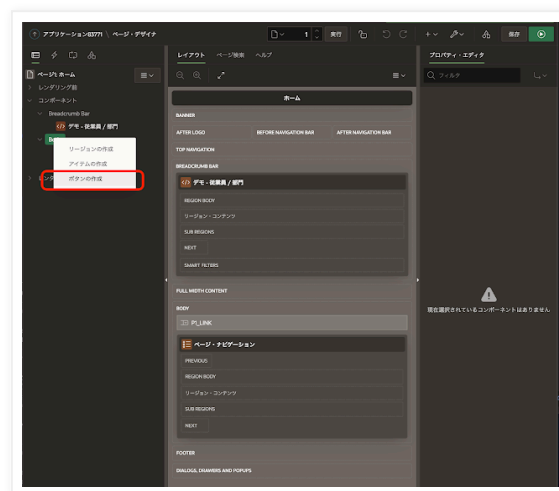 アプリケーション83771 \ ページ・デザイナ
1
実行
保存
レイアウト ページ検索 ヘルプ
プロパティ・エディタ
ページ1: ホーム
フィルタ
レンダリング前
コンポーネント
Breadcrumb Bar
デモ - 従業員 / 部門
リージョンの作成
アイテムの作成
ボタンの作成
ホーム
BANNER
AFTER LOGO BEFORE NAVIGATION BAR AFTER NAVIGATION BAR
TOP NAVIGATION
BREADCRUMB BAR
デモ - 従業員 / 部門
REGION BODY
リージョン・コンテンツ
SUB REGIONS
NEXT
SMART FILTERS
FULL WIDTH CONTENT
BODY
P1_LINK
ページ・ナビゲーション
PREVIOUS
REGION BODY
リージョン・コンテンツ
SUB REGIONS
NEXT
FOOTER
DIALOGS, DRAWERS AND POPUPS
現在選択されているコンポーネントはありません